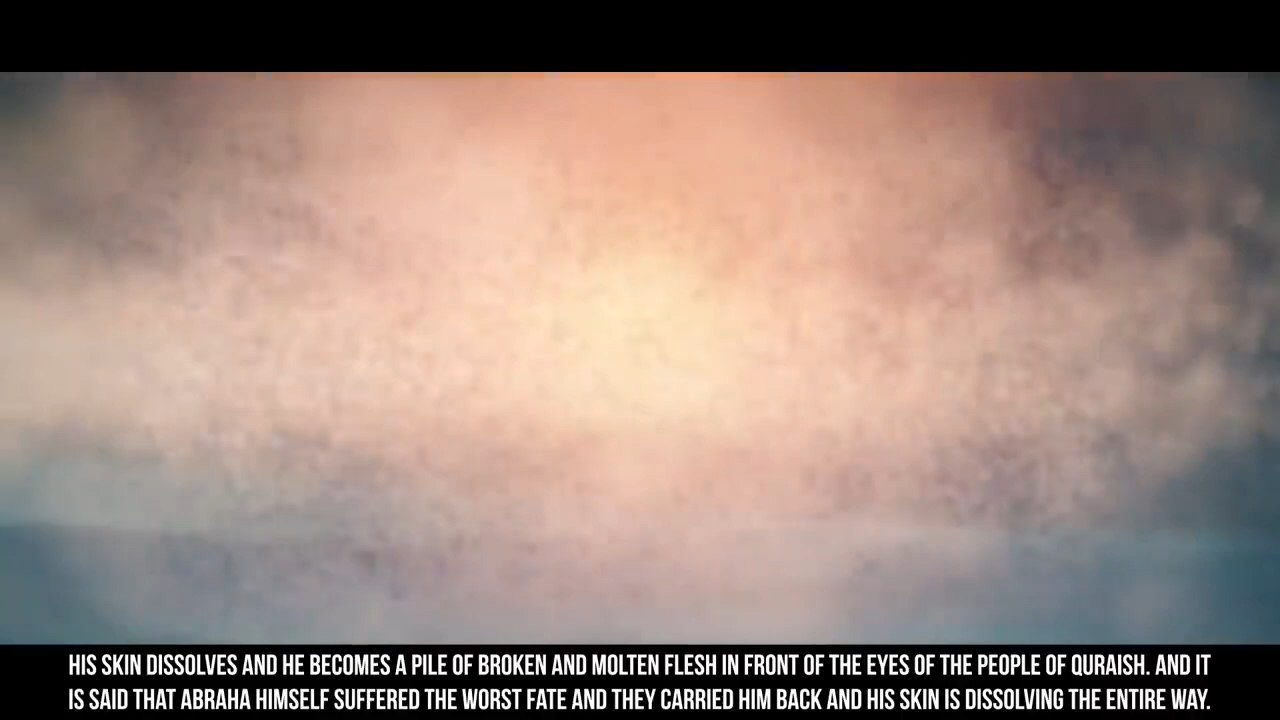 HIS SKIN DISSOLVES AND HE BECOMES A PILE OF BROKEN AND MOLTEN FLESH IN FRONT OF THE EYES OF THE PEOPLE OF QURAISH. AND IT
IS SAID THAT ABRAHA HIMSELF SUFFERED THE WORST FATE AND THEY CARRIED HIM BACK AND HIS SKIN IS DISSOLVING THE ENTIRE WAY.